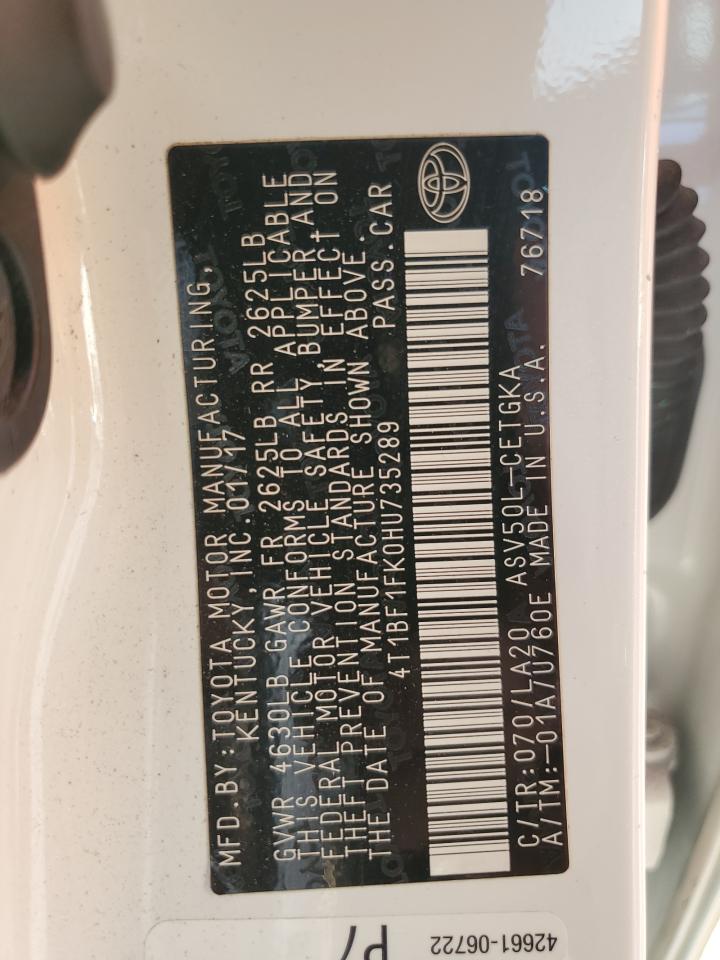 MFD.BY:TOYOTA MOTOR MANUFACTURING,
KENTUCKY,INC.01/17
GVWR 4630LB GAWR FR 2625LB RR 2625LB
THIS VEHICLE CONFORMS TO ALL APPLICABLE
FEDERAL MOTOR VEHICLE SAFETY,BUMPER AND
THEFT PREVENTION STANDARDS IN EFFECT ON
THE DATE OF MANUFACTURE SHOWN ABOVE.
4T1BF1FK0HU735289 PASS.CAR
C/TR:070/LA20 ASV50L-CETGKA
A/TM:-01A/U760E MADE IN U.S.A. 76718
42661-06722